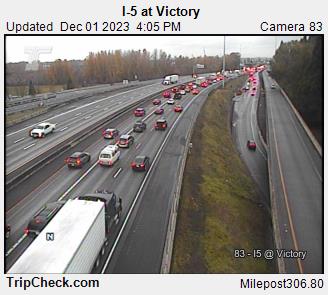 I-5 at Victory
Updated Dec 01 2023 4:05 PM Camera 83
N
83 - I5 @ Victory
TripCheck.com Milepost306.80